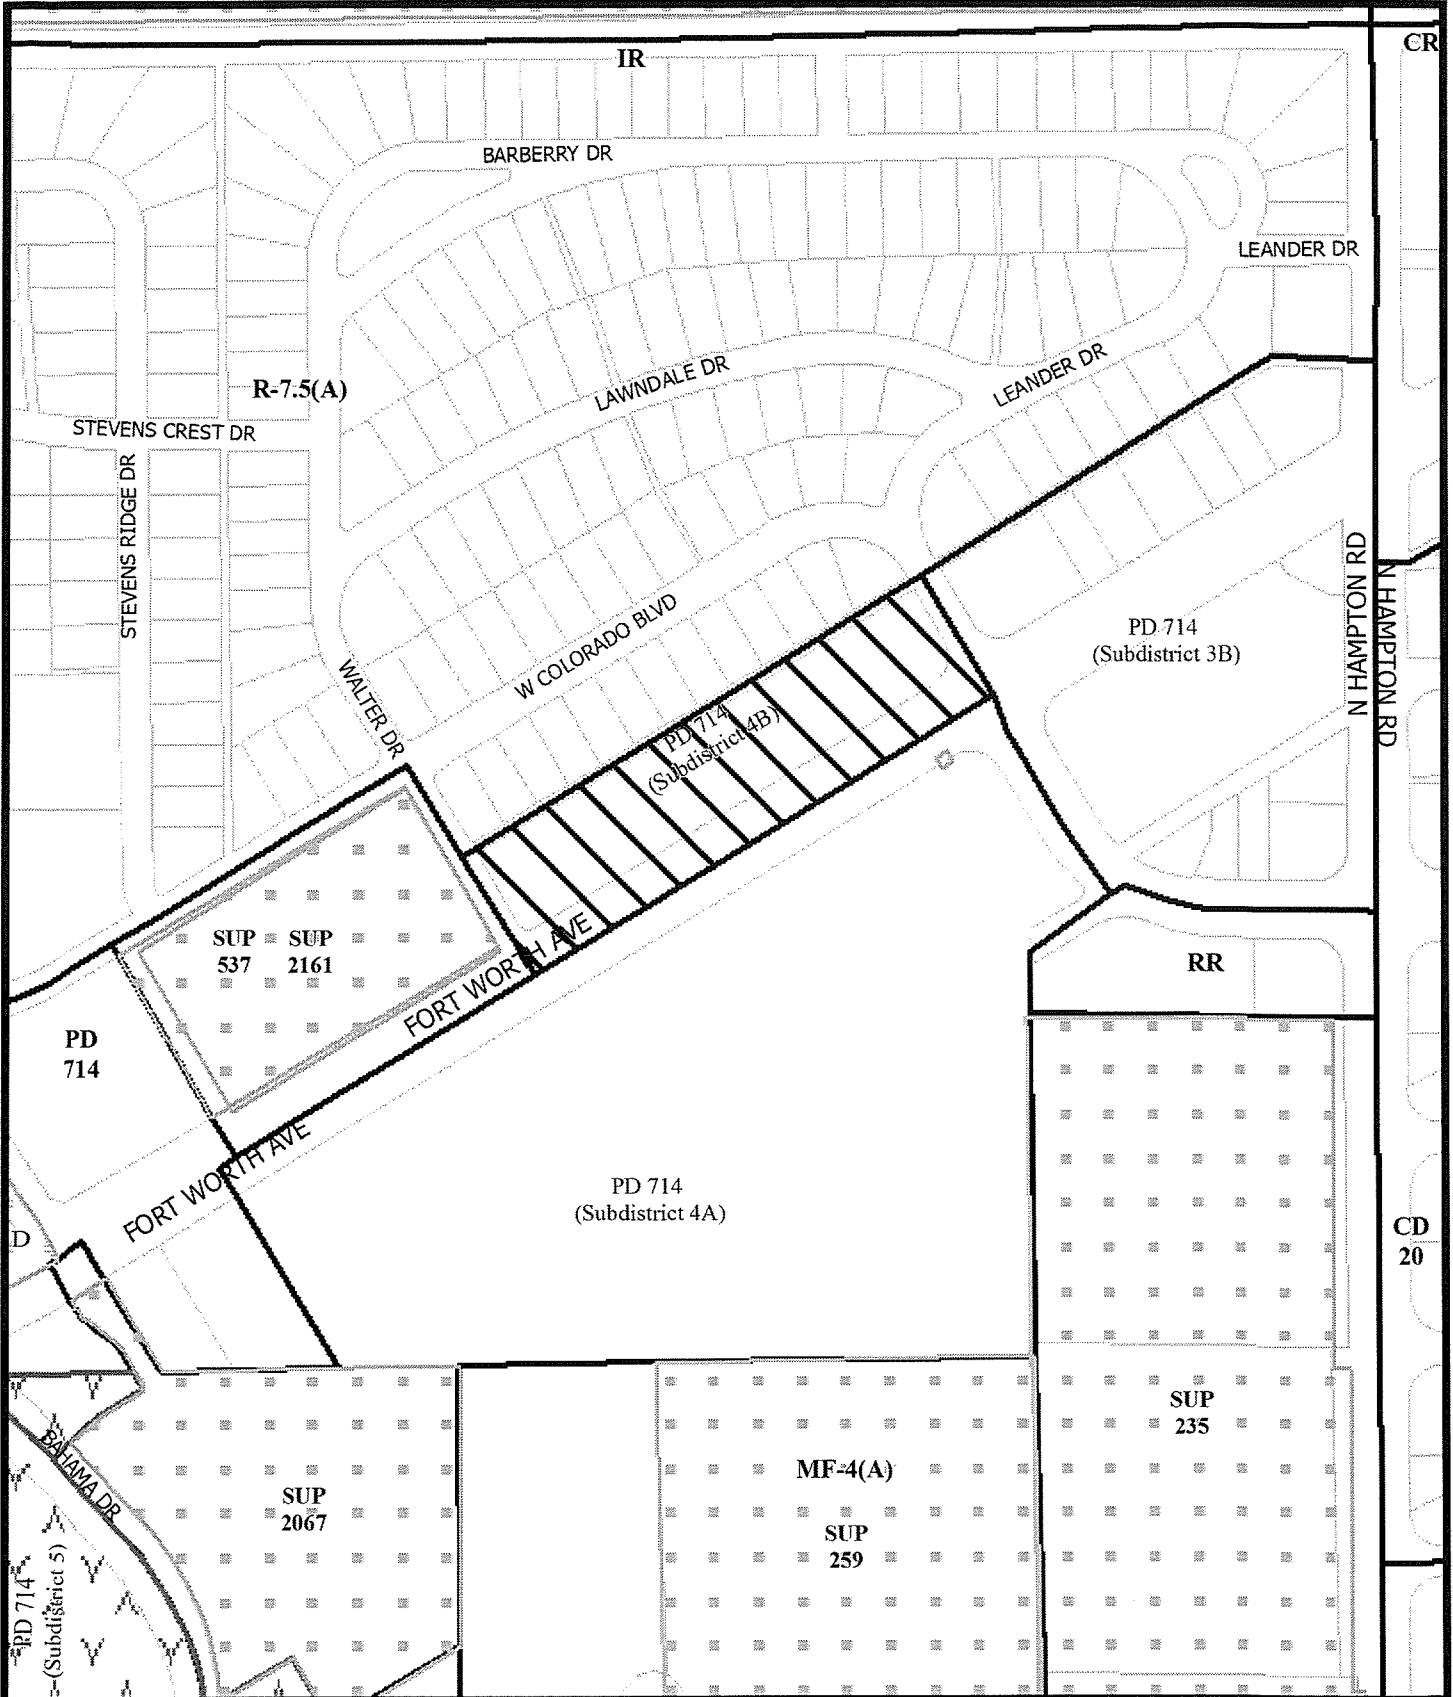 IR
CR
BARBERRY DR
LEANDER DR
LAWNDALE DR
LEANDER DR
R-7.5(A)
STEVENS CREST DR
STEVENS RIDGE DR
N HAMPTON RD
N HAMPTON RD
W COLORADO BLVD
PD 714
(Subdistrict 3B)
WALTER DR
PD 714
(Subdistrict 4B)
SUP
537
SUP
2161
FORT WORTH AVE
RR
PD
714
FORT WORTH AVE
PD 714
(Subdistrict 4A)
D
CD
20
SUP
235
BAHAMA DR
MF-4(A)
SUP
2067
SUP
259
PD 714
(Subdistrict 5)